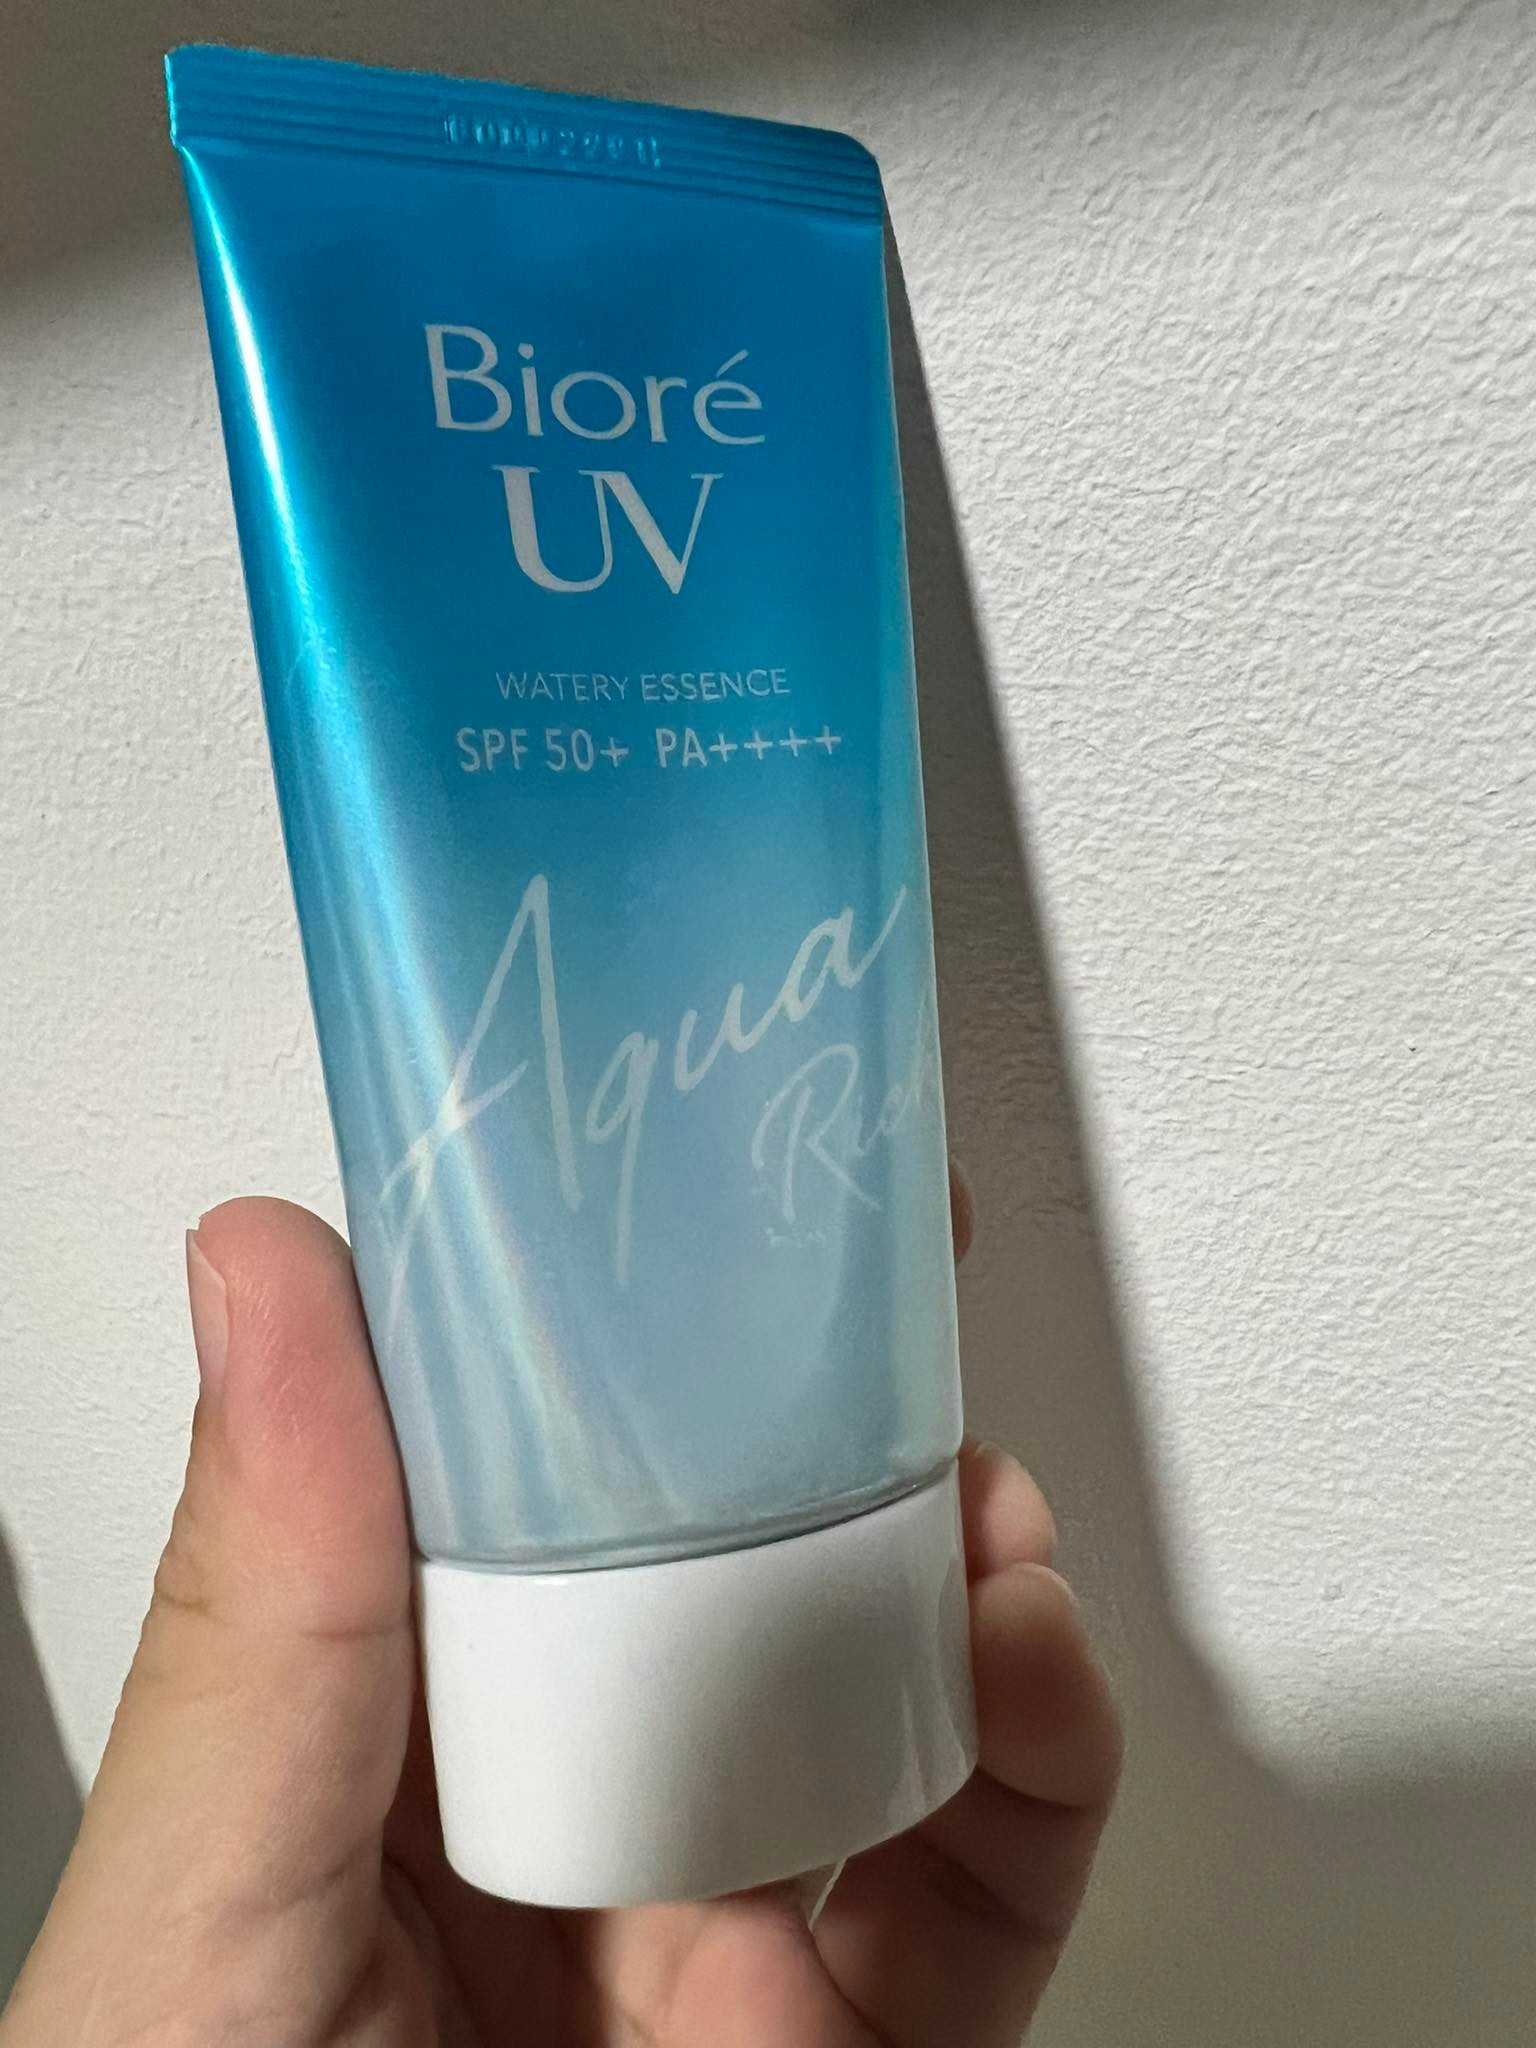 Bioré
UV
WATERY ESSENCE
SPF 50+ PA++++
Aqua
Rich